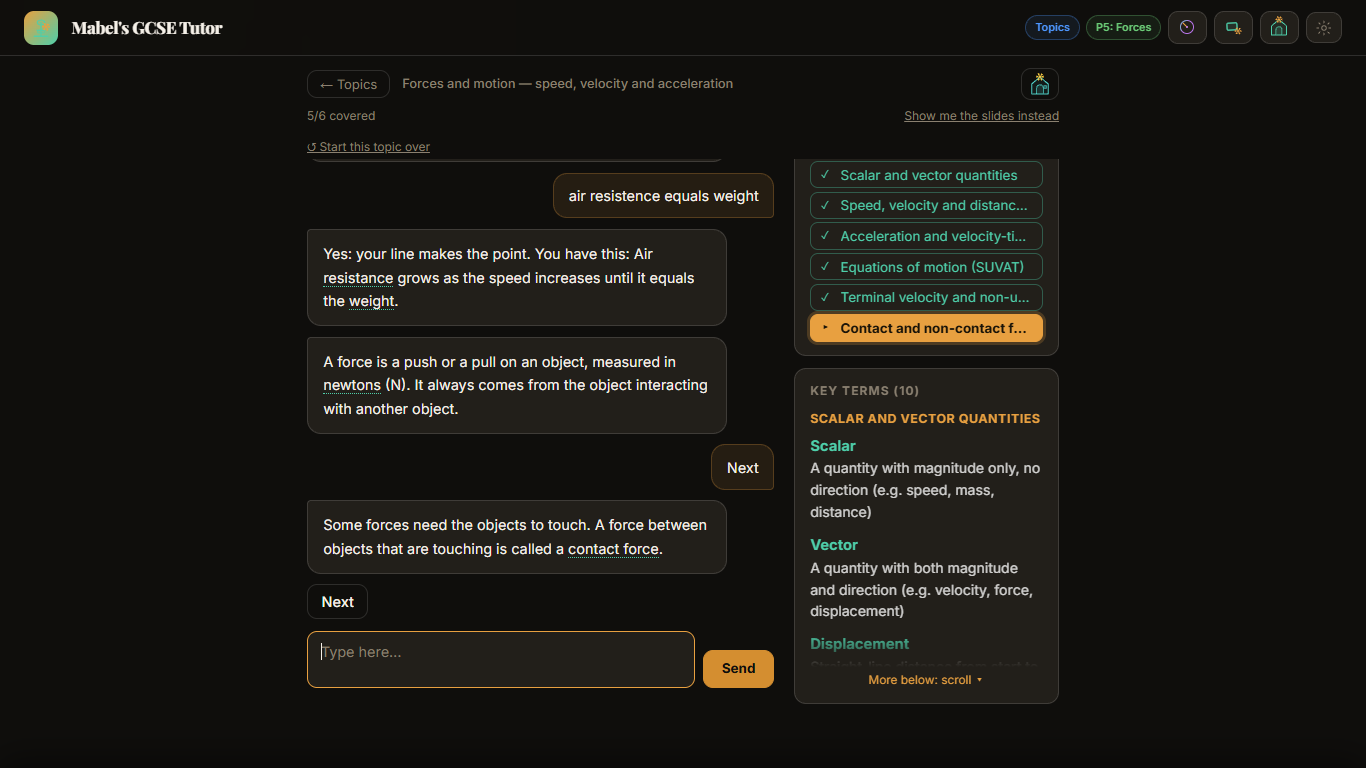 Mabel's GCSE Tutor
Topics
P5: Forces
← Topics
Forces and motion — speed, velocity and acceleration
5/6 covered
Show me the slides instead
↺ Start this topic over
air resistence equals weight
Yes: your line makes the point. You have this: Air
resistance grows as the speed increases until it equals
the weight.
A force is a push or a pull on an object, measured in
newtons (N). It always comes from the object interacting
with another object.
Next
Some forces need the objects to touch. A force between
objects that are touching is called a contact force.
Next
Type here...
Send
✓ Scalar and vector quantities
✓ Speed, velocity and distanc...
✓ Acceleration and velocity-ti...
✓ Equations of motion (SUVAT)
✓ Terminal velocity and non-u...
▸ Contact and non-contact f...
KEY TERMS (10)
SCALAR AND VECTOR QUANTITIES
Scalar
A quantity with magnitude only, no
direction (e.g. speed, mass,
distance)
Vector
A quantity with both magnitude
and direction (e.g. velocity, force,
displacement)
Displacement
More below: scroll ▾